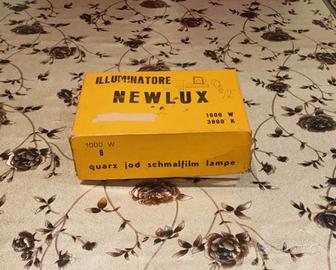 ILLUMINATORE
NEWLUX
1000 W
3800 K
1000 W
8
quarz jod schmalfilm lampe